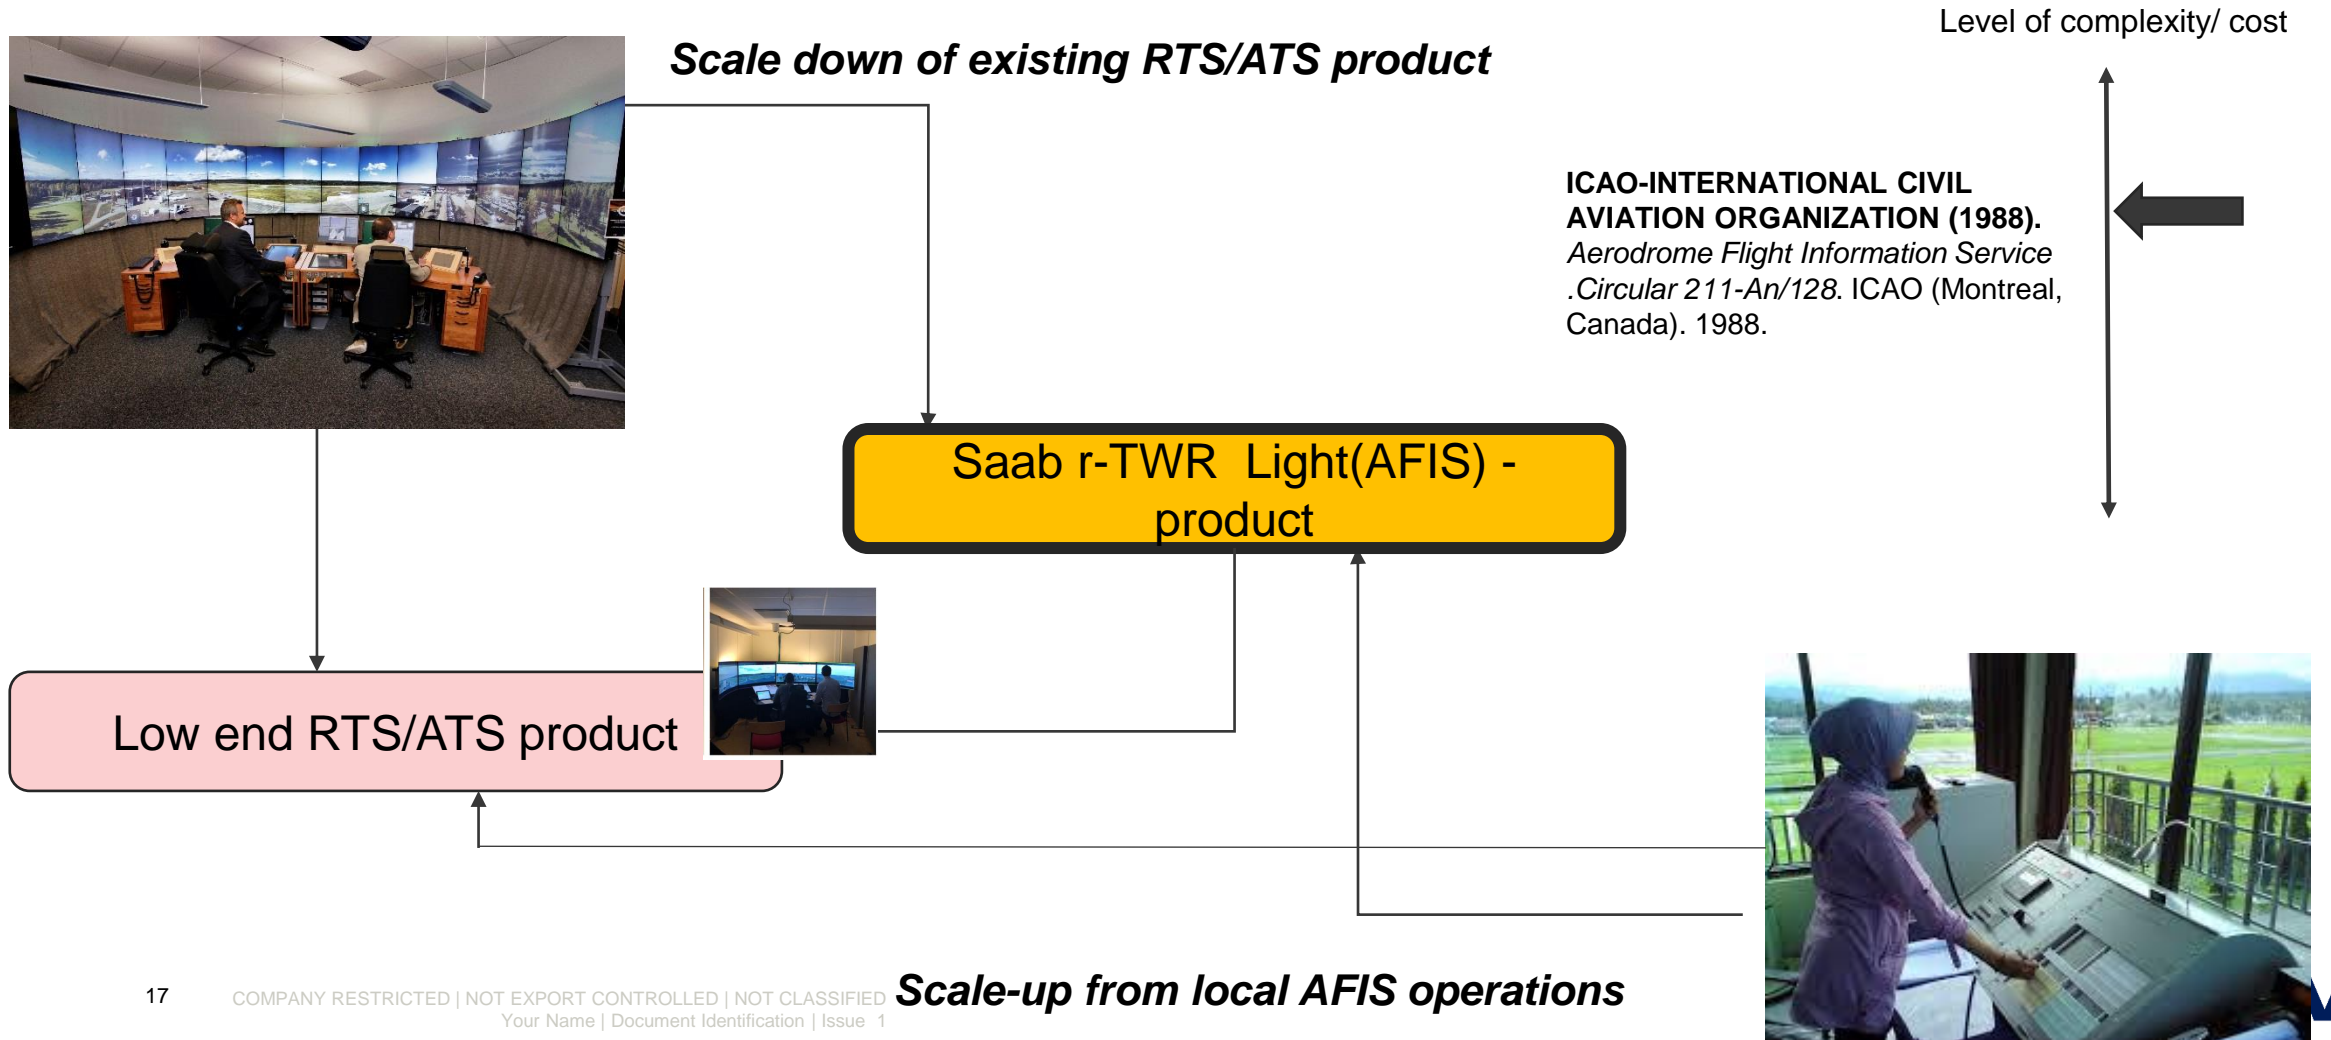 Level of complexity/ cost
Scale down of existing RTS/ATS product
ICAO-INTERNATIONAL CIVIL
AVIATION ORGANIZATION (1988).
Aerodrome Flight Information Service
.Circular 211-An/128. ICAO (Montreal,
Canada). 1988.
Saab r-TWR  Light(AFIS) -
product
Low end RTS/ATS product
Scale-up from local AFIS operations
17
COMPANY RESTRICTED | NOT EXPORT CONTROLLED | NOT CLASSIFIED
Your Name | Document Identification | Issue  1